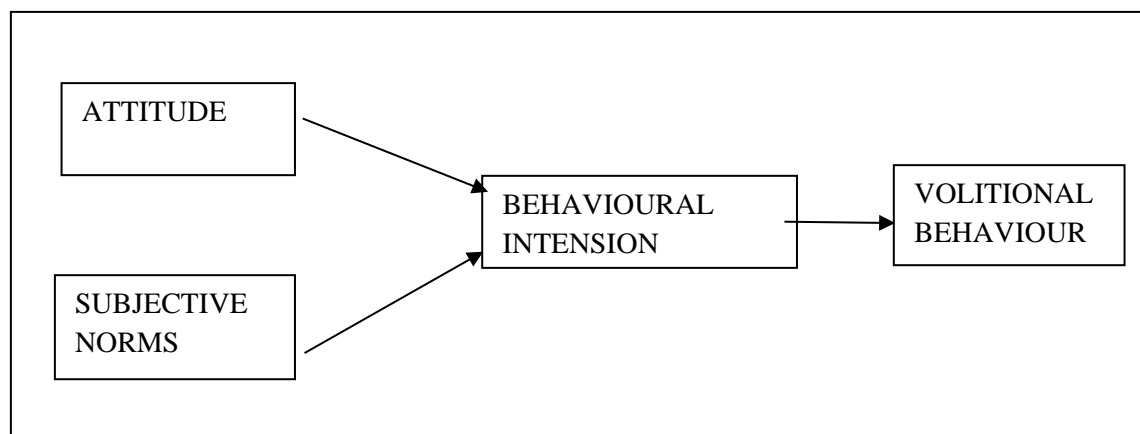 ATTITUDE
SUBJECTIVE
NORMS
BEHAVIOURAL
INTENSION
VOLITIONAL
BEHAVIOUR